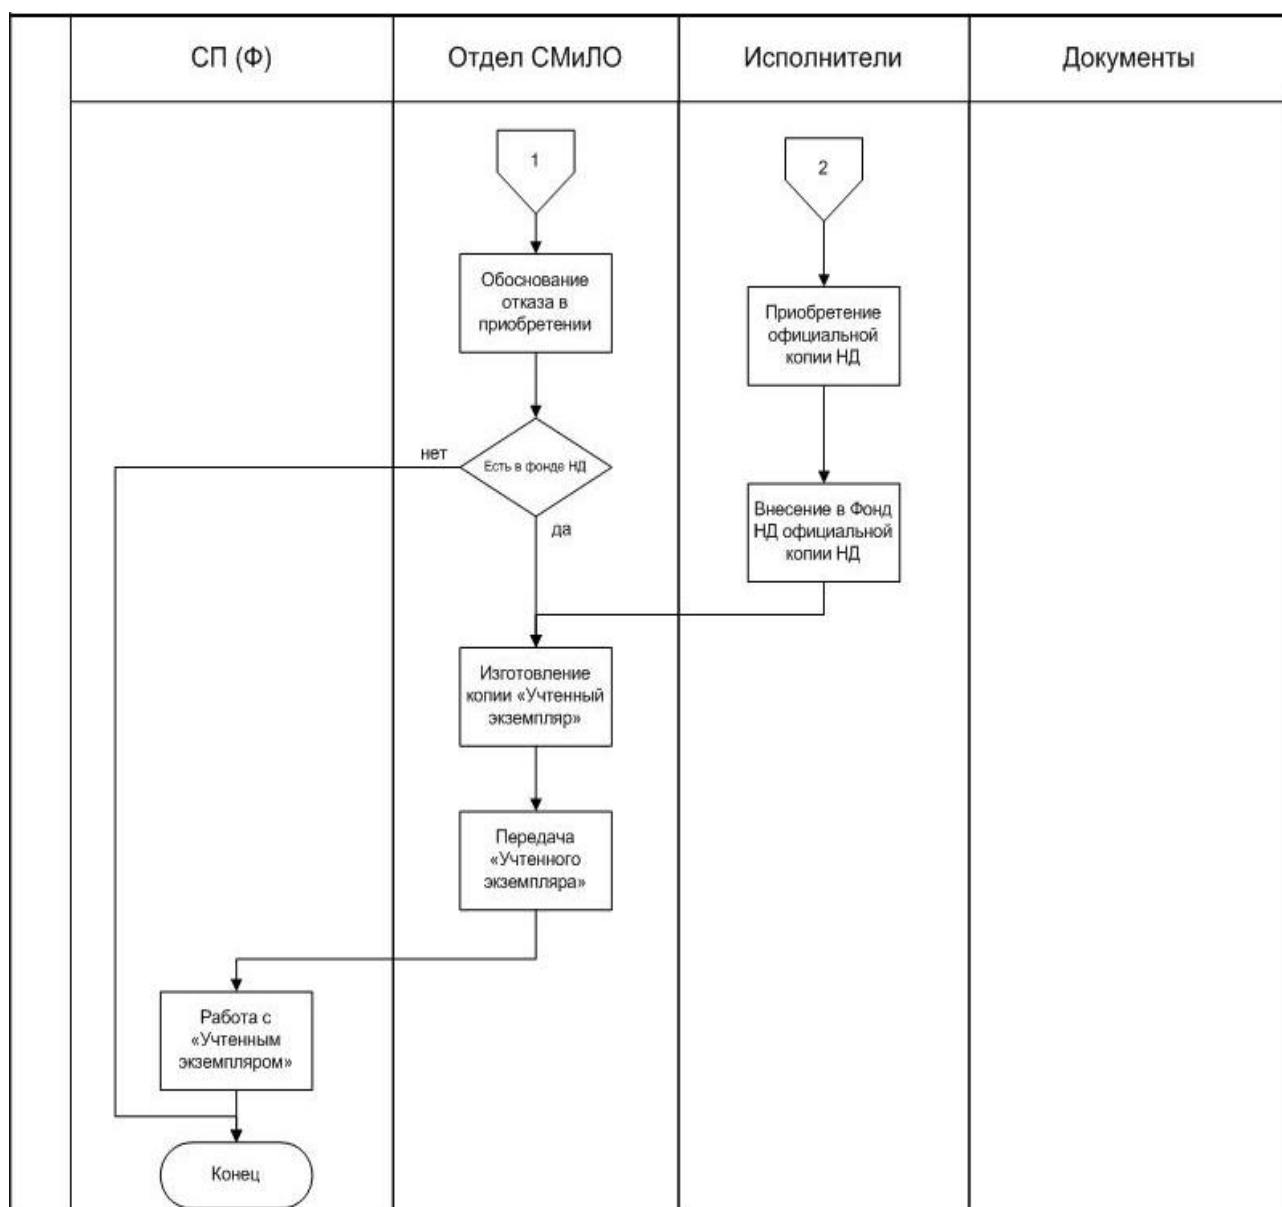 СП (Ф)
Отдел СМиЛО
Исполнители
Документы
1
2
Обоснование
отказа в
приобретении
Приобретение
официальной
копии НД
нет
Есть в фонде НД
да
Внесение в Фонд
НД официальной
копии НД
Изготовление
копии «Учтенный
экземпляр»
Передача
«Учтенного
экземпляра»
Работа с
«Учтенным
экземпляром»
Конец